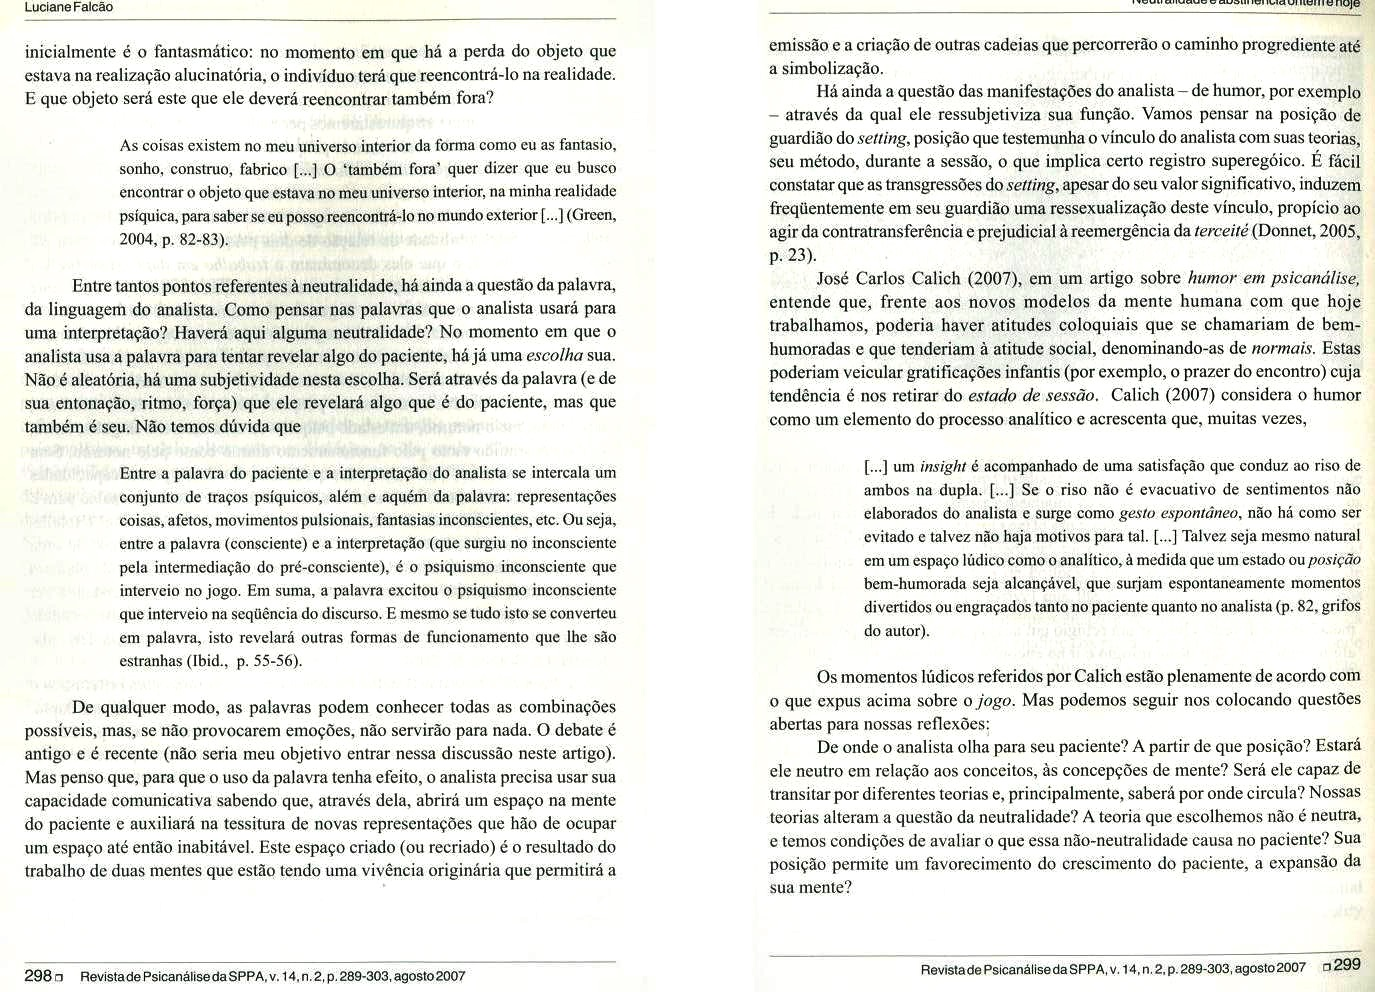 Luciane Falcão
inicialmente é o fantasmático: no momento em que há a perda do objeto que
estava na realização alucinatória, o indivíduo terá que reencontrá-lo na realidade.
E que objeto será este que ele deverá reencontrar também fora?
As coisas existem no meu universo interior da forma como eu as fantasio,
sonho, construo, fabrico [...] O ‘também fora’ quer dizer que eu busco
encontrar o objeto que estava no meu universo interior, na minha realidade
psíquica, para saber se eu posso reencontrá-lo no mundo exterior [...] (Green,
2004, p. 82-83).
Entre tantos pontos referentes à neutralidade, há ainda a questão da palavra,
da linguagem do analista. Como pensar nas palavras que o analista usará para
uma interpretação? Haverá aqui alguma neutralidade? No momento em que o
analista usa a palavra para tentar revelar algo do paciente, há já uma escolha sua.
Não é aleatória, há uma subjetividade nesta escolha. Será através da palavra (e de
sua entonação, ritmo, força) que ele revelará algo que é do paciente, mas que
também é seu. Não temos dúvida que
Entre a palavra do paciente e a interpretação do analista se intercala um
conjunto de traços psíquicos, além e aquém da palavra: representações
coisas, afetos, movimentos pulsionais, fantasias inconscientes, etc. Ou seja,
entre a palavra (consciente) e a interpretação (que surgiu no inconsciente
pela intermediação do pré-consciente), é o psiquismo inconsciente que
interveio no jogo. Em suma, a palavra excitou o psiquismo inconsciente
que interveio na seqüência do discurso. E mesmo se tudo isto se converteu
em palavra, isto revelará outras formas de funcionamento que lhe são
estranhas (Ibid., p. 55-56).
De qualquer modo, as palavras podem conhecer todas as combinações
possíveis, mas, se não provocarem emoções, não servirão para nada. O debate é
antigo e é recente (não seria meu objetivo entrar nessa discussão neste artigo).
Mas penso que, para que o uso da palavra tenha efeito, o analista precisa usar sua
capacidade comunicativa sabendo que, através dela, abrirá um espaço na mente
do paciente e auxiliará na tessitura de novas representações que hão de ocupar
um espaço até então inabitável. Este espaço criado (ou recriado) é o resultado do
trabalho de duas mentes que estão tendo uma vivência originária que permitirá a
298 □ Revista de Psicanálise da SPPA, v. 14, n. 2, p. 289-303, agosto 2007
Neutralidade e abstinência ontem e hoje
emissão e a criação de outras cadeias que percorrerão o caminho progrediente até
a simbolização.
Há ainda a questão das manifestações do analista – de humor, por exemplo
– através da qual ele ressubjetiviza sua função. Vamos pensar na posição de
guardião do setting, posição que testemunha o vínculo do analista com suas teorias,
seu método, durante a sessão, o que implica certo registro superegóico. É fácil
constatar que as transgressões do setting, apesar do seu valor significativo, induzem
freqüentemente em seu guardião uma ressexualização deste vínculo, propício ao
agir da contratransferência e prejudicial à reemergência da terceité (Donnet, 2005,
p. 23).
José Carlos Calich (2007), em um artigo sobre humor em psicanálise,
entende que, frente aos novos modelos da mente humana com que hoje
trabalhamos, poderia haver atitudes coloquiais que se chamariam de bem-
humoradas e que tenderiam à atitude social, denominando-as de normais. Estas
poderiam veicular gratificações infantis (por exemplo, o prazer do encontro) cuja
tendência é nos retirar do estado de sessão. Calich (2007) considera o humor
como um elemento do processo analítico e acrescenta que, muitas vezes,
[...] um insight é acompanhado de uma satisfação que conduz ao riso de
ambos na dupla. [...] Se o riso não é evacuativo de sentimentos não
elaborados do analista e surge como gesto espontâneo, não há como ser
evitado e talvez não haja motivos para tal. [...] Talvez seja mesmo natural
em um espaço lúdico como o analítico, à medida que um estado ou posição
bem-humorada seja alcançável, que surjam espontaneamente momentos
divertidos ou engraçados tanto no paciente quanto no analista (p. 82, grifos
do autor).
Os momentos lúdicos referidos por Calich estão plenamente de acordo com
o que expus acima sobre o jogo. Mas podemos seguir nos colocando questões
abertas para nossas reflexões:
De onde o analista olha para seu paciente? A partir de que posição? Estará
ele neutro em relação aos conceitos, às concepções de mente? Será ele capaz de
transitar por diferentes teorias e, principalmente, saberá por onde circula? Nossas
teorias alteram a questão da neutralidade? A teoria que escolhemos não é neutra,
e temos condições de avaliar o que essa não-neutralidade causa no paciente? Sua
posição permite um favorecimento do crescimento do paciente, a expansão da
sua mente?
Revista de Psicanálise da SPPA, v. 14, n. 2, p. 289-303, agosto 2007 □ 299